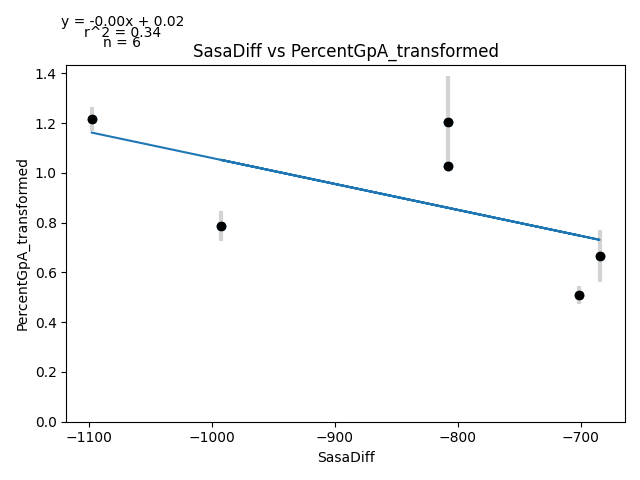 y = -0.00x + 0.02
r^2 = 0.34
n = 6
SasaDiff vs PercentGpA_transformed
1.4
1.2
1.0
0.8
0.6
0.4
0.2
0.0
PercentGpA_transformed
−1100 −1000 −900 −800 −700
SasaDiff